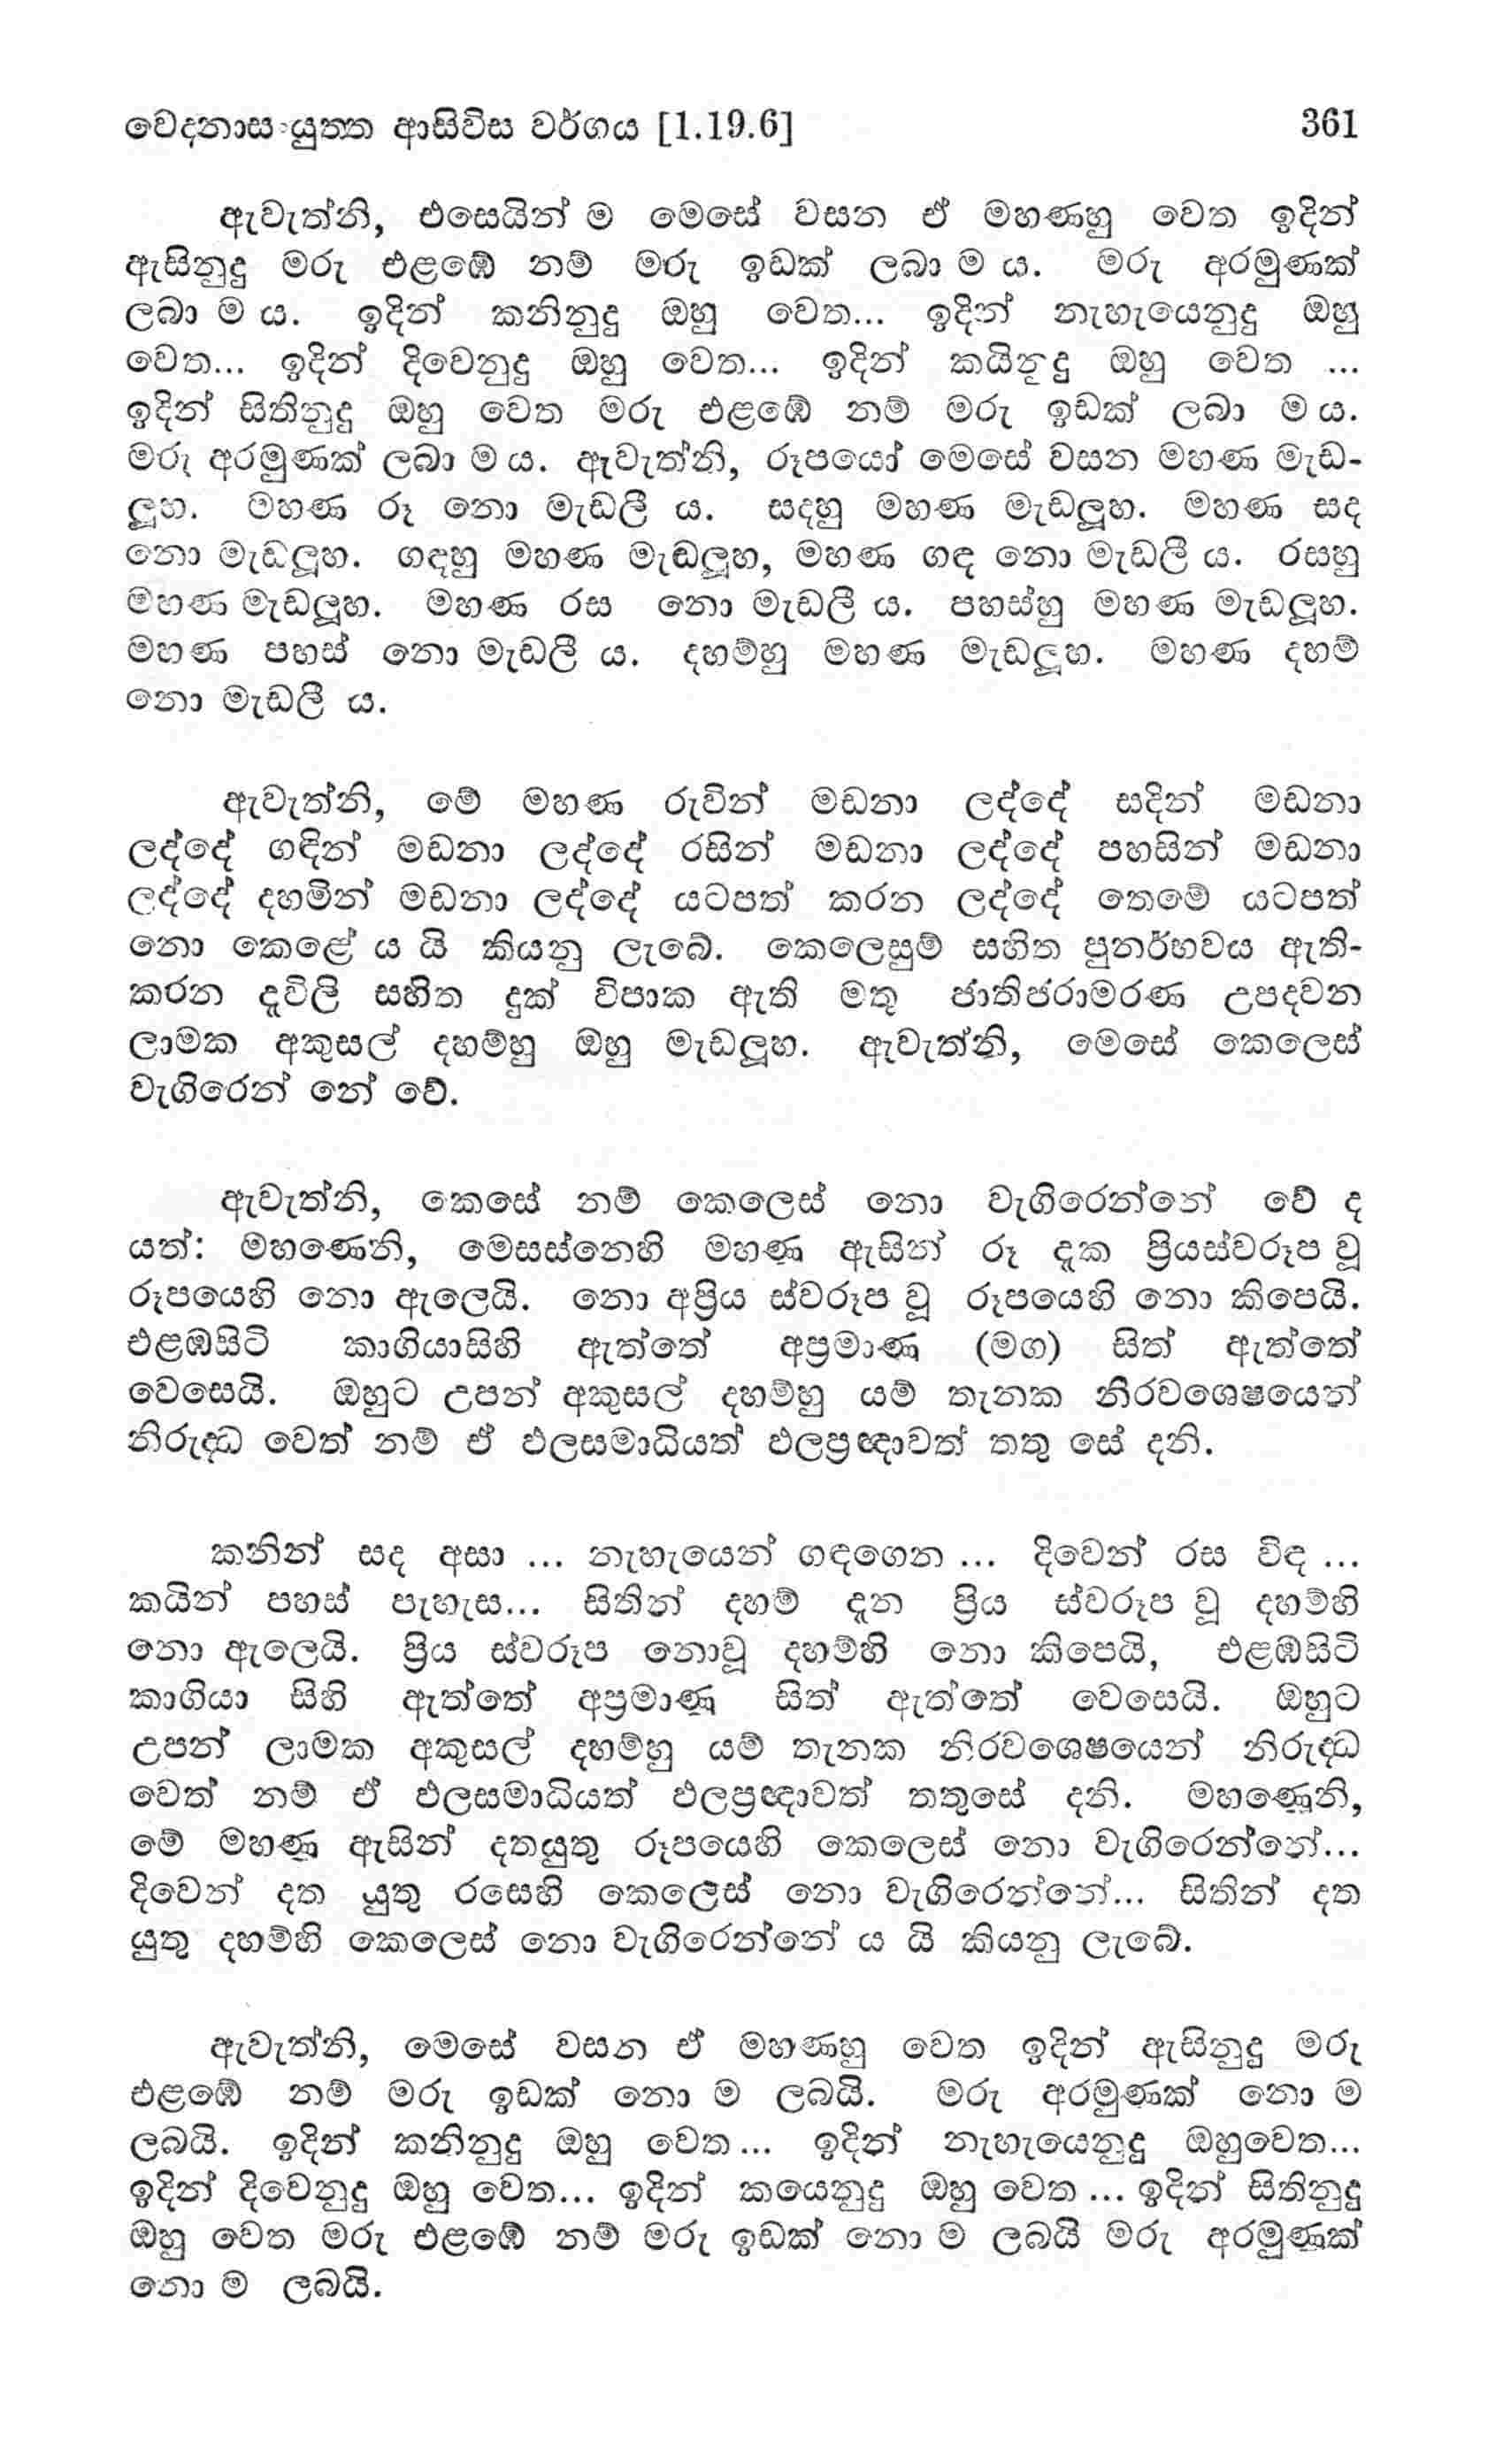 වෙදනාසංයුත්ත ආසිවිස වර්ගය [1.19.6] 361
ඇවැත්නි, එසෙයින් ම මෙසේ වසන ඒ මහණහු වෙත ඉදින්
ඇසිනුදු මරු එළඹේ නම් මරු ඉඩක් ලබා ම ය. මරු අරමුණක්
ලබා ම ය. ඉදින් කනිනුදු ඔහු වෙත... ඉදින් නැහැයෙනුදු ඔහු
වෙත... ඉදින් දිවෙනුදු ඔහු වෙත... ඉදින් කයිනුදු ඔහු වෙත ...
ඉදින් සිතිනුදු ඔහු වෙත මරු එළඹේ නම් මරු ඉඩක් ලබා ම ය.
මරු අරමුණක් ලබා ම ය. ඇවැත්නි, රූපයෝ මෙසේ වසන මහණ මැඩ-
ලූහ. මහණ රූ නො මැඩලී ය. සදහු මහණ මැඩලූහ. මහණ සද
නො මැඩලූහ. ගඳහු මහණ මැඬලූහ, මහණ ගඳ නො මැඩලී ය. රසහු
මහණ මැඩලූහ. මහණ රස නො මැඩලී ය. පහස්හු මහණ මැඩලූහ.
මහණ පහස් නො මැඩලී ය. දහම්හු මහණ මැඩලූහ. මහණ දහම්
නො මැඩලී ය.
ඇවැත්නි, මේ මහණ රුවින් මඩනා ලද්දේ සදින් මඩනා
ලද්දේ ගඳින් මඩනා ලද්දේ රසින් මඩනා ලද්දේ පහසින් මඩනා
ලද්දේ දහමින් මඩනා ලද්දේ යටපත් කරන ලද්දේ තෙමේ යටපත්
නො කෙළේ ය යි කියනු ලැබේ. කෙලෙසුම් සහිත පුනර්භවය ඇති-
කරන දැවිලි සහිත දුක් විපාක ඇති මතු ජාතිජරාමරණ උපදවන
ලාමක අකුසල් දහම්හු ඔහු මැඩලූහ. ඇවැත්නි, මෙසේ කෙලෙස්
වැගිරෙන් නේ වේ.
ඇවැත්නි, කෙසේ නම් කෙලෙස් නො වැගිරෙන්නේ වේ ද
යත්: මහණෙනි, මෙසස්නෙහි මහණ ඇසින් රූ දැක ප්‍රියස්වරූප වූ
රූපයෙහි නො ඇලෙයි. නො අප්‍රිය ස්වරූප වූ රූපයෙහි නො කිපෙයි.
එළඹසිටි කාගියාසිහි ඇත්තේ අප්‍රමාණ (මග) සිත් ඇත්තේ
වෙසෙයි. ඔහුට උපන් අකුසල් දහම්හු යම් තැනක නිරවශෙෂයෙන්
නිරුද්ධ වෙත් නම් ඒ ඵලසමාධියත් ඵලප්‍රඥාවත් තතු සේ දනී.
කනින් සද අසා ... නැහැයෙන් ගඳගෙන ... දිවෙන් රස විඳ ...
කයින් පහස් පැහැස... සිතින් දහම් දැන ප්‍රිය ස්වරූප වූ දහම්හි
නො ඇලෙයි. ප්‍රිය ස්වරූප නොවූ දහම්හි නො කිපෙයි, එළඹසිටි
කාගියා සිහි ඇත්තේ අප්‍රමාණ සිත් ඇත්තේ වෙසෙයි. ඔහුට
උපන් ලාමක අකුසල් දහම්හු යම් තැනක නිරවශෙෂයෙන් නිරුද්ධ
වෙත් නම් ඒ ඵලසමාධියත් ඵලප්‍රඥාවත් තතුසේ දනී. මහණෙනි,
මේ මහණ ඇසින් දතයුතු රූපයෙහි කෙලෙස් නො වැගිරෙන්නේ...
දිවෙන් දත යුතු රසෙහි කෙලෙස් නො වැගිරෙන්නේ... සිතින් දත
යුතු දහම්හි කෙලෙස් නො වැගිරෙන්නේ ය යි කියනු ලැබේ.
ඇවැත්නි, මෙසේ වසන ඒ මහණහු වෙත ඉදින් ඇසිනුදු මරු
එළඹේ නම් මරු ඉඩක් නො ම ලබයි. මරු අරමුණක් නො ම
ලබයි. ඉදින් කනිනුදු ඔහු වෙත... ඉදින් නැහැයෙනුදු ඔහුවෙත...
ඉදින් දිවෙනුදු ඔහු වෙත... ඉදින් කයෙනුදු ඔහු වෙත ... ඉදින් සිතිනුදු
ඔහු වෙත මරු එළඹේ නම් මරු ඉඩක් නො ම ලබයි මරු අරමුණක්
නො ම ලබයි.